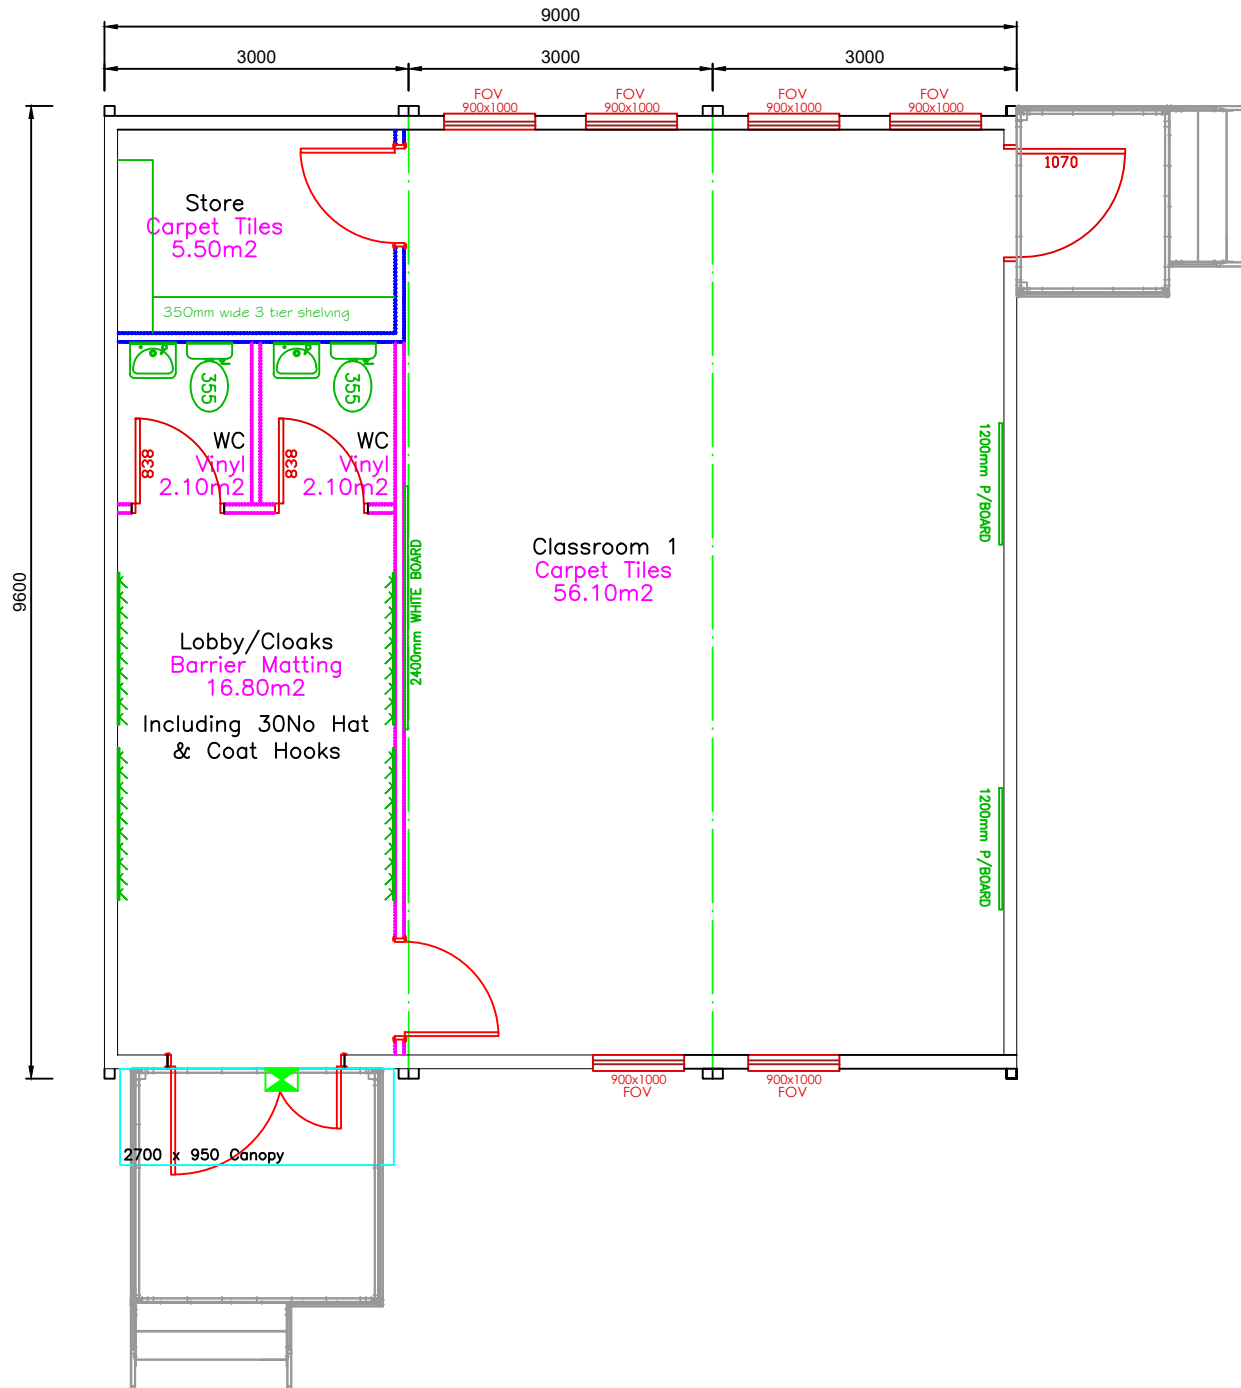 9000
3000
3000
3000
FOV
900x1000
FOV
900x1000
FOV
900x1000
FOV
900x1000
1070
Store
Carpet Tiles
5.50m2
350mm wide 3 tier shelving
355
355
WC
Vinyl
2.10m2
838
WC
Vinyl
2.10m2
838
1200mm P/BOARD
9600
2400mm WHITE BOARD
Classroom 1
Carpet Tiles
56.10m2
Lobby/Cloaks
Barrier Matting
16.80m2
Including 30No Hat
& Coat Hooks
1200mm P/BOARD
900x1000
FOV
900x1000
FOV
2700 x 950 Canopy